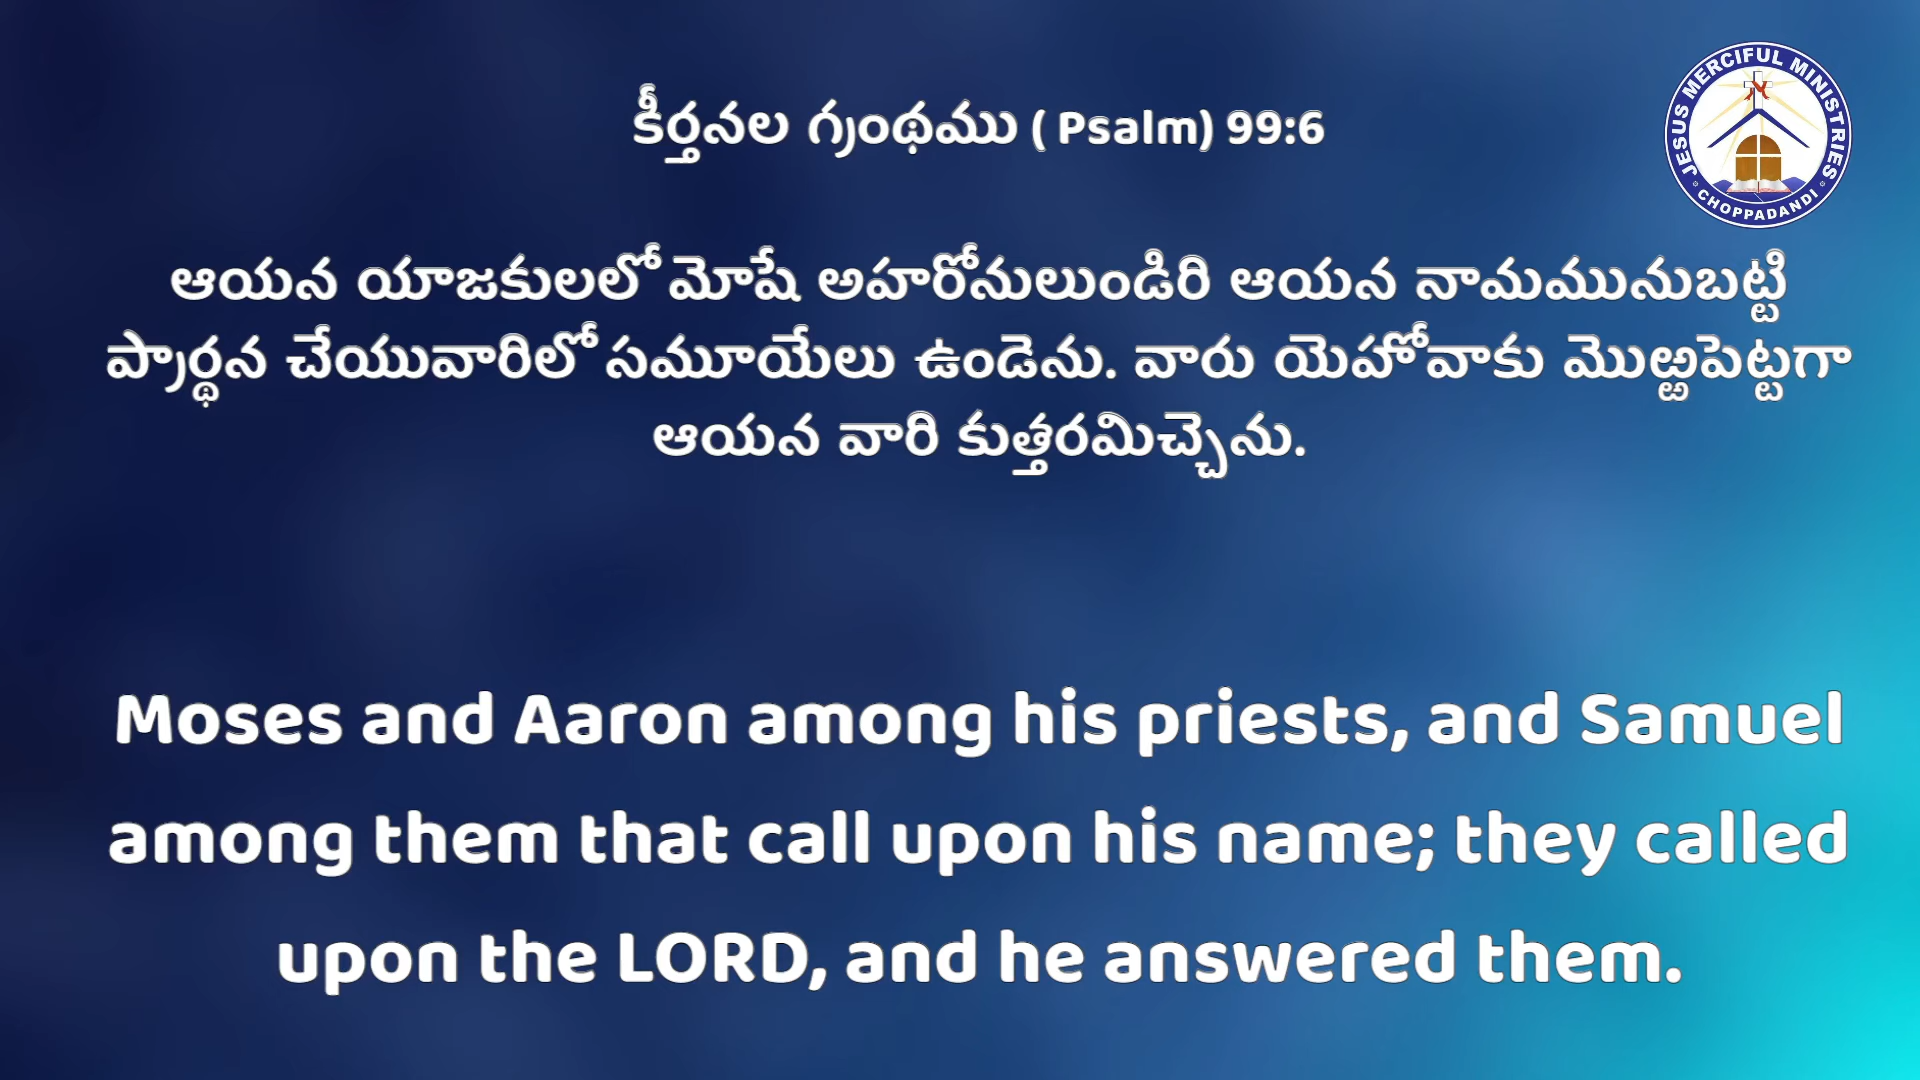 కీర్తనల గ్రంథము ( Psalm) 99:6
JESUS MERCIFUL MINISTRIES
CHOPPADANDI
ఆయన యాజకులలో మోషే అహరోనులుండిరి ఆయన నామమునుబట్టి
ప్రార్థన చేయువారిలో సమూయేలు ఉండెను. వారు యెహోవాకు మొఱ్ఱపెట్టగా
ఆయన వారి కుత్తరమిచ్చెను.
Moses and Aaron among his priests, and Samuel
among them that call upon his name; they called
upon the LORD, and he answered them.